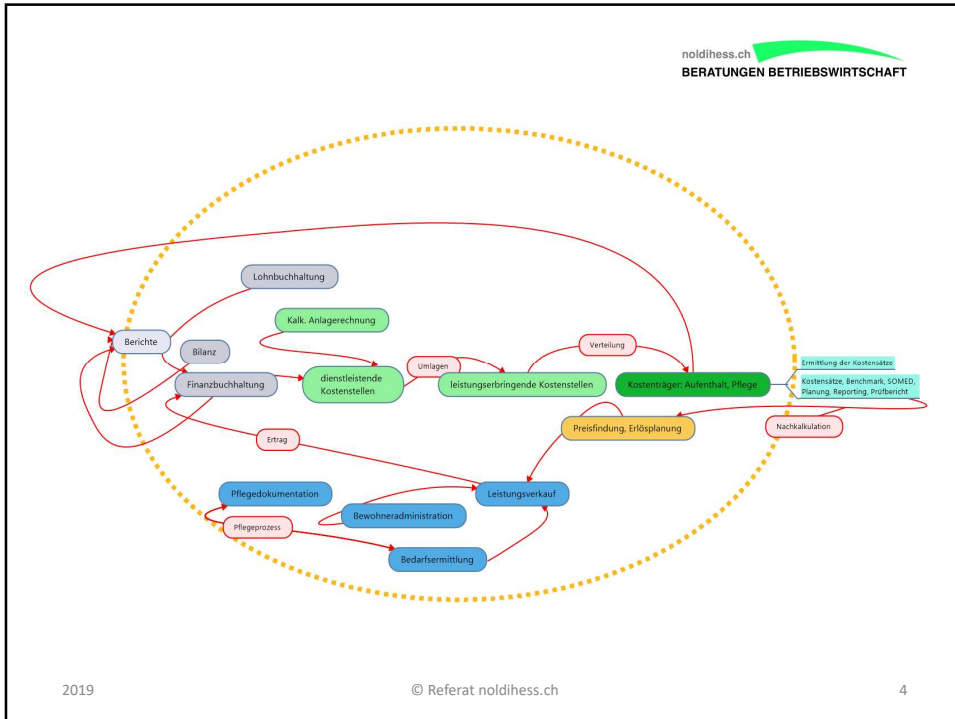 noldihess.ch
BERATUNGEN BETRIEBSWIRTSCHAFT
Lohnbuchhaltung
Kalk. Anlagerechnung
Berichte
Bilanz
Finanzbuchhaltung
dienstleistende
Kostenstellen
Umlagen
leistungserbringende Kostenstellen
Verteilung
Kostenträger: Aufenthalt, Pflege
Ermittlung der Kostensätze
Kostensätze, Benchmark, SOMED,
Planung, Reporting, Prüfbericht
Nachkalkulation
Preisfindung, Erlösplanung
Ertrag
Pflegedokumentation
Leistungsverkauf
Bewohneradministration
Pflegeprozess
Bedarfsermittlung
2019
© Referat noldihess.ch
4